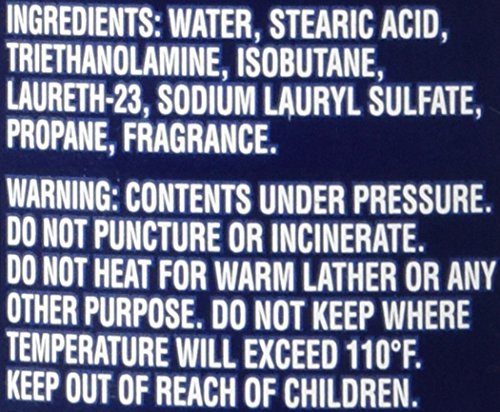 INGREDIENTS: WATER, STEARIC ACID,
TRIETHANOLAMINE, ISOBUTANE,
LAURETH-23, SODIUM LAURYL SULFATE,
PROPANE, FRAGRANCE.
WARNING: CONTENTS UNDER PRESSURE.
DO NOT PUNCTURE OR INCINERATE.
DO NOT HEAT FOR WARM LATHER OR ANY
OTHER PURPOSE. DO NOT KEEP WHERE
TEMPERATURE WILL EXCEED 110°F.
KEEP OUT OF REACH OF CHILDREN.